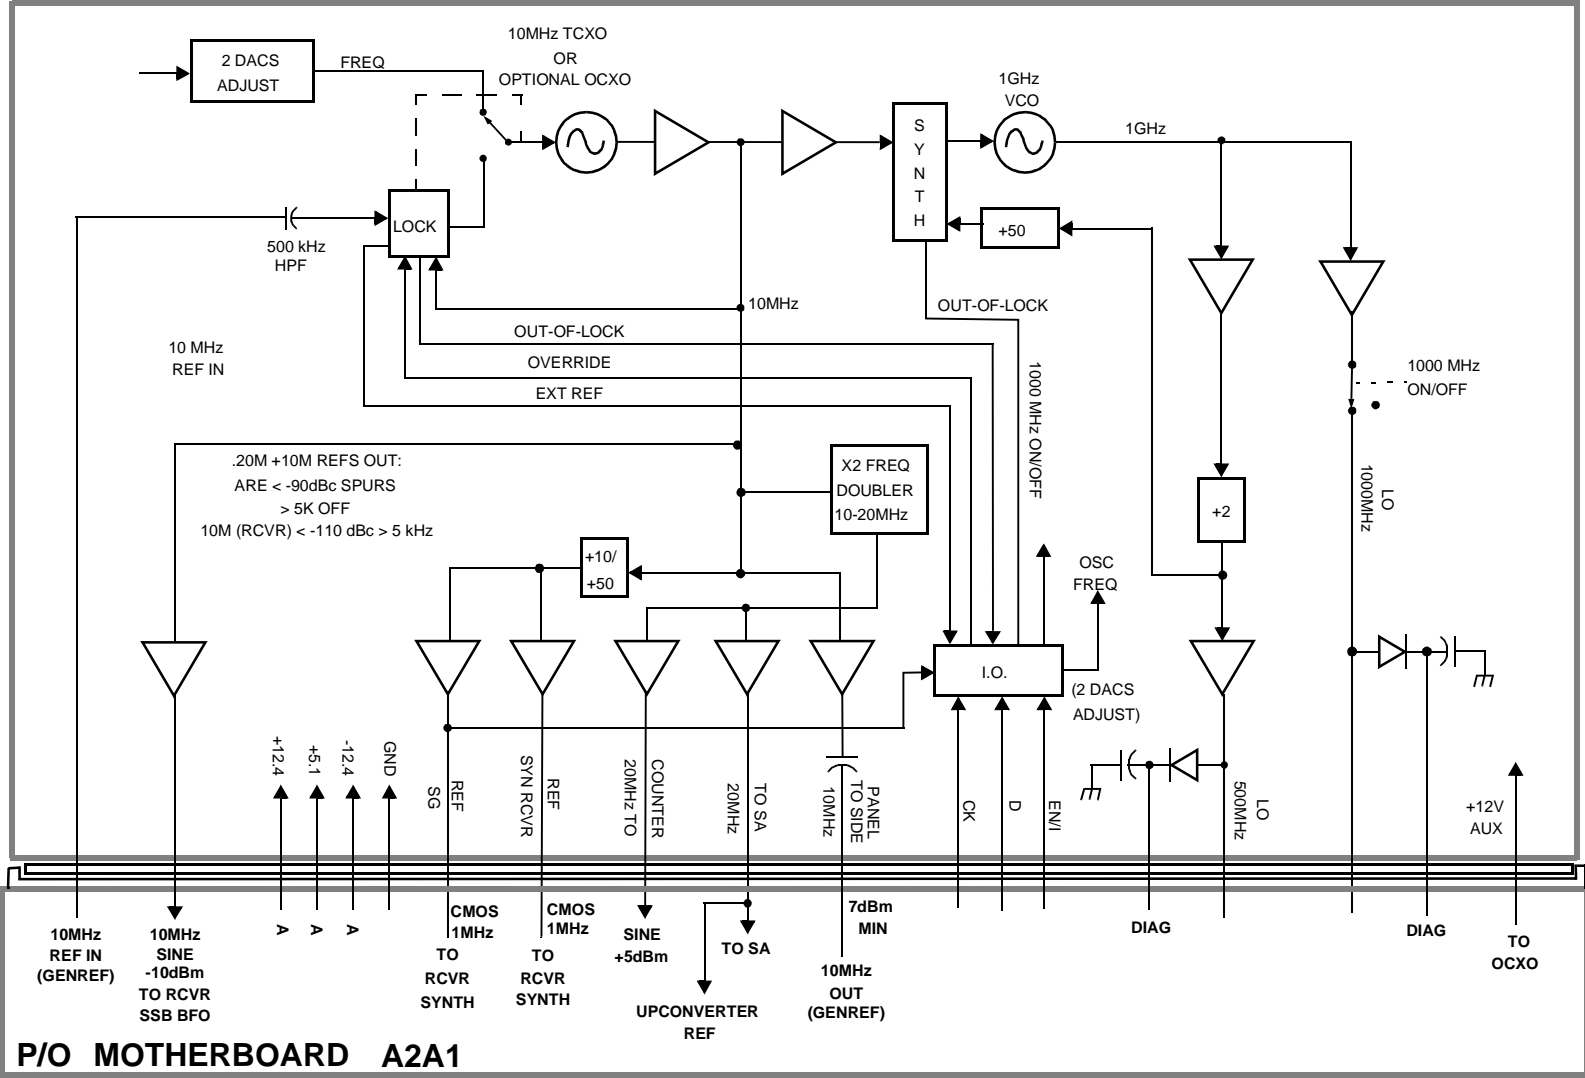 2 DACS
ADJUST
FREQ
10MHz TCXO
OR
OPTIONAL OCXO
S
Y
N
T
H
1GHz
VCO
1GHz
LOCK
500 kHz
HPF
+50
10MHz
OUT-OF-LOCK
OUT-OF-LOCK
OVERRIDE
EXT REF
10 MHz
REF IN
1000 MHz ON/OFF
1000 MHz
ON/OFF
.20M +10M REFS OUT:
ARE < -90dBc SPURS
> 5K OFF
10M (RCVR) < -110 dBc > 5 kHz
X2 FREQ
DOUBLER
10-20MHz
LO
1000MHz
+2
+10/
+50
OSC
FREQ
I.O.
(2 DACS
ADJUST)
+12.4
+5.1
-12.4
GND
REF
SG
REF
SYN RCVR
COUNTER
20MHz TO
TO SA
20MHz
PANEL
TO SIDE
10MHz
CK
D
EN/I
LO
500MHz
+12V
AUX
10MHz
REF IN
(GENREF)
10MHz
SINE
-10dBm
TO RCVR
SSB BFO
A
A
A
CMOS
1MHz
TO
RCVR
SYNTH
CMOS
1MHz
TO
RCVR
SYNTH
SINE
+5dBm
TO SA
UPCONVERTER
REF
7dBm
MIN
10MHz
OUT
(GENREF)
DIAG
DIAG
TO
OCXO
P/O MOTHERBOARD A2A1